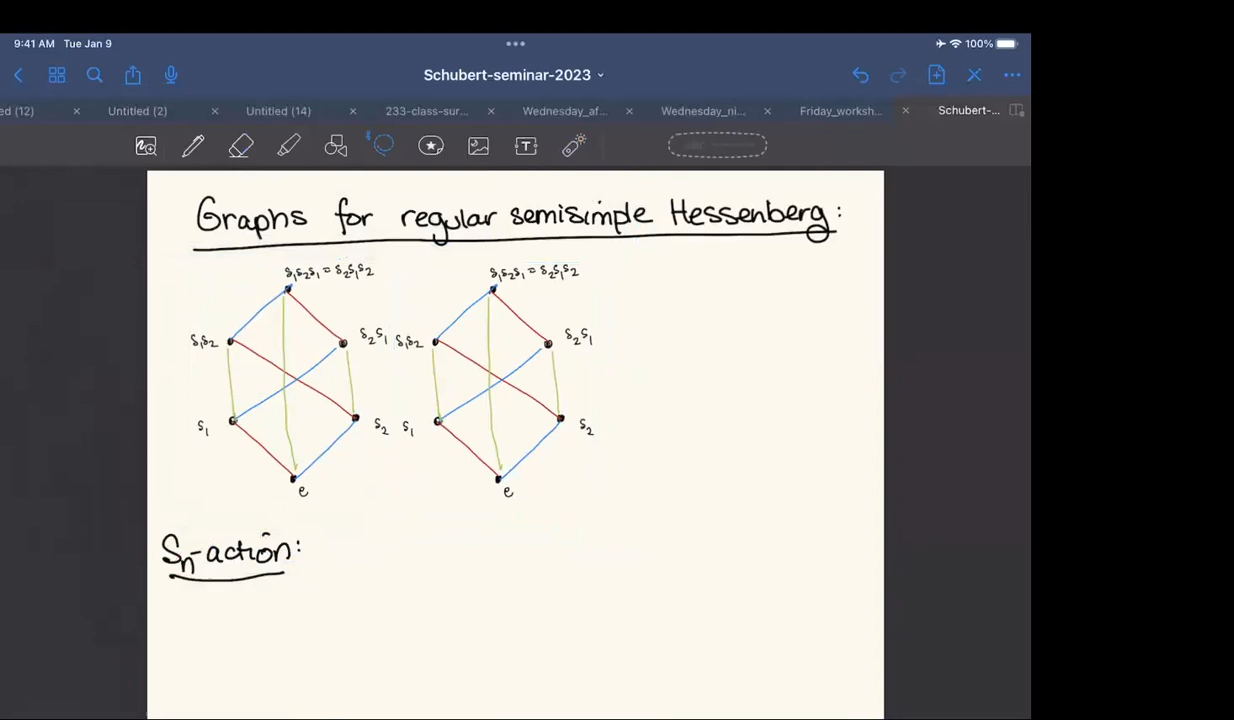 9:41 AM Tue Jan 9
100%
Schubert-seminar-2023
ed (12)
Untitled (2)
Untitled (14)
233-class-sur...
Wednesday_af...
Wednesday_ni...
Friday_worksh...
Schubert-...
Graphs for regular semisimple Hessenberg:
s₁s₂s₁ = s₂s₁s₂
s₁s₂s₁ = s₂s₁s₂
s₁s₂
s₂s₁
s₁s₂
s₂s₁
s₁
s₂
s₁
s₂
e
e
Sₙ-action: